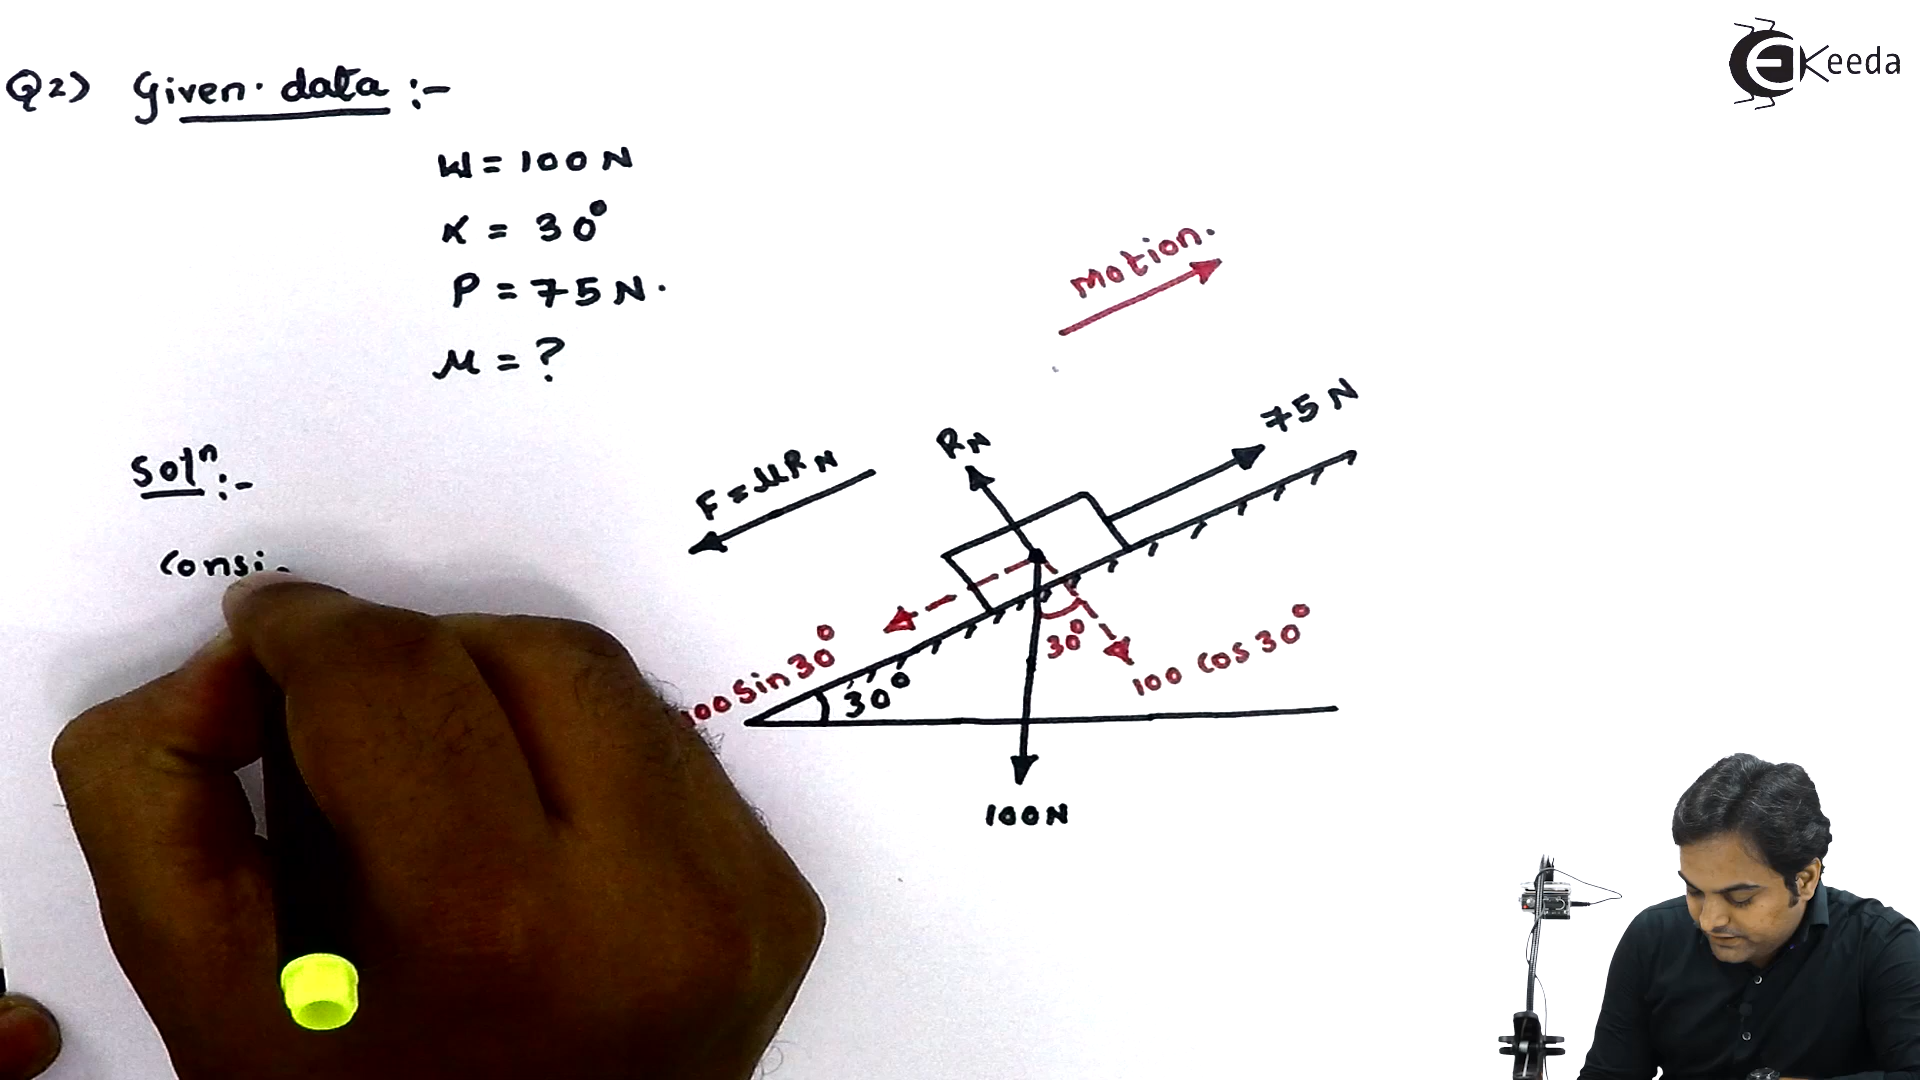 Q2) Given data :-
W = 100 N
α = 30°
P = 75 N.
μ = ?
Soln :-
Consi
Motion.
75 N
RN
F = μRN
100 sin 30°
30°
30°
100 cos 30°
100N
Keeda